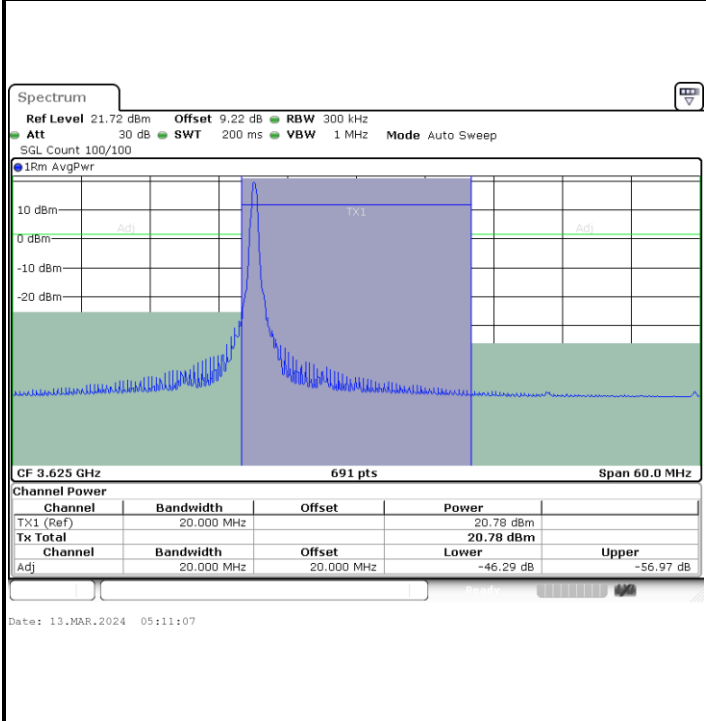 Spectrum
Ref Level 21.72 dBm Offset 9.22 dB RBW 300 kHz
Att 30 dB SWT 200 ms VBW 1 MHz Mode Auto Sweep
SGL Count 100/100
1Rm AvgPwr
10 dBm
TX1
Adj
Adj
0 dBm
-10 dBm
-20 dBm
CF 3.625 GHz 691 pts Span 60.0 MHz
Channel Power
Channel Bandwidth Offset Power
TX1 (Ref) 20.000 MHz 20.78 dBm
Tx Total 20.78 dBm
Channel Bandwidth Offset Lower Upper
Adj 20.000 MHz 20.000 MHz -46.29 dB -56.97 dB
Ready
Date: 13.MAR.2024 05:11:07